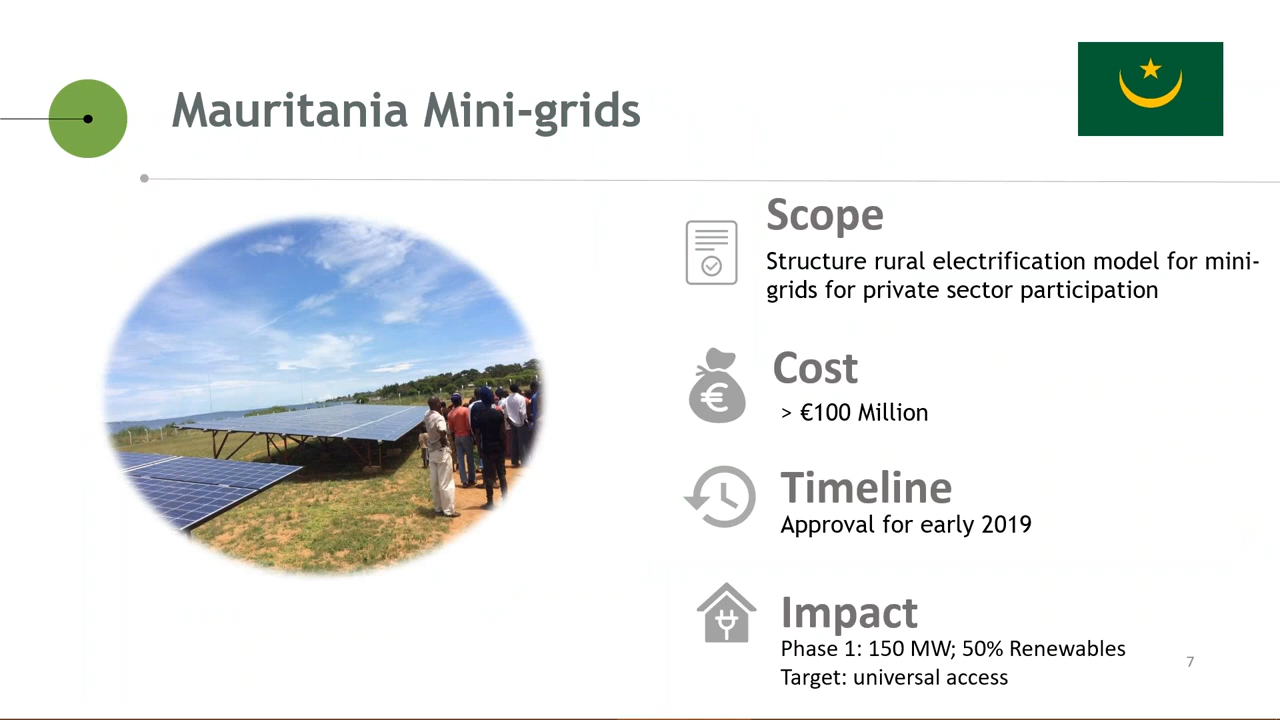 Mauritania Mini-grids
Scope
Structure rural electrification model for mini-
grids for private sector participation
Cost
> €100 Million
Timeline
Approval for early 2019
Impact
Phase 1: 150 MW; 50% Renewables
Target: universal access
7